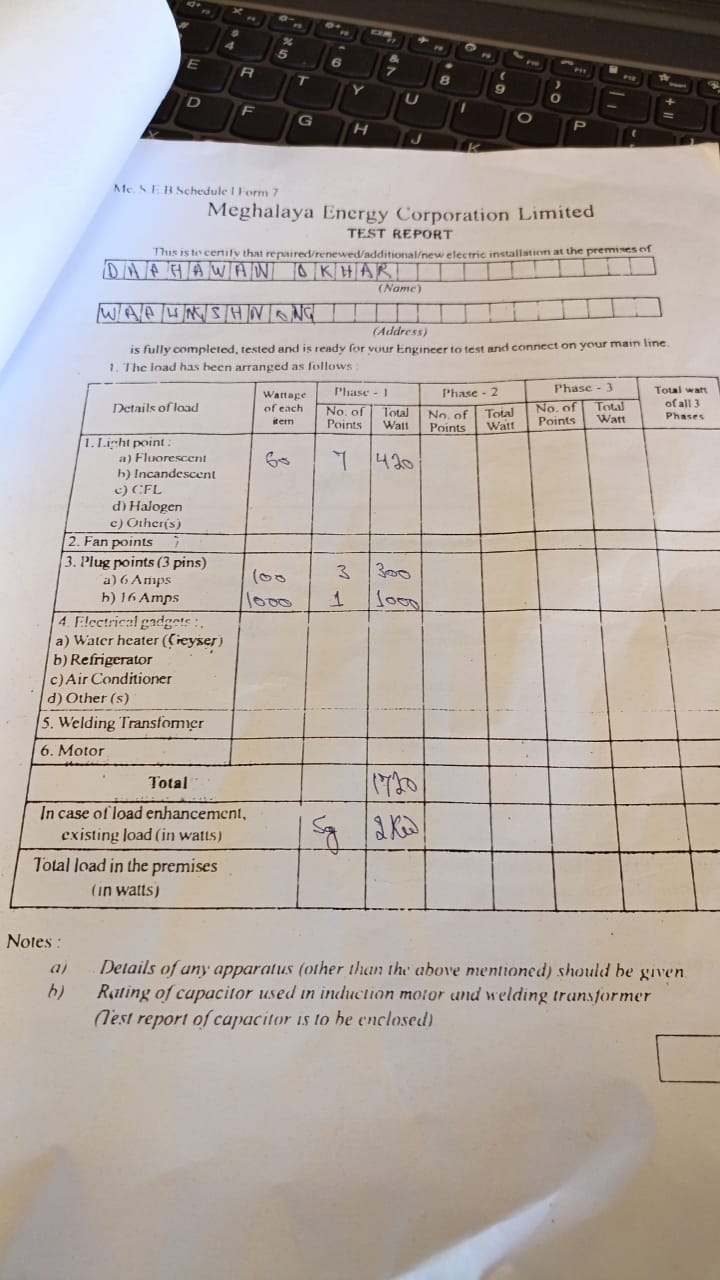 Me. S. E. B Schedule I Form 7
Meghalaya Energy Corporation Limited
TEST REPORT
This is to certify that repaired/renewed/additional/new electric installation at the premises of
DAPHAWAN DKHAR
(Name)
(Address)
is fully completed, tested and is ready for your Engineer to test and connect on your main line.
1. The load has been arranged as follows :
Details of load Wattage of each item Phase - 1 Phase - 2 Phase - 3 Total watt of all 3 Phases
No. of Points Total Watt No. of Points Total Watt No. of Points Total Watt
1. Light point :
a) Fluorescent 60 7 420
b) Incandescent
c) CFL
d) Halogen
e) Other(s)
2. Fan points
3. Plug points (3 pins)
a) 6 Amps 100 3 300
b) 16 Amps 1000 1 1000
4. Electrical gadgets :
a) Water heater (Geyser)
b) Refrigerator
c) Air Conditioner
d) Other (s)
5. Welding Transformer
6. Motor
Total 1720
In case of load enhancement,
existing load (in watts) 2 KW
Total load in the premises
(in watts)
Notes :
a) Details of any apparatus (other than the above mentioned) should be given
b) Rating of capacitor used in induction motor and welding transformer
(Test report of capacitor is to be enclosed)